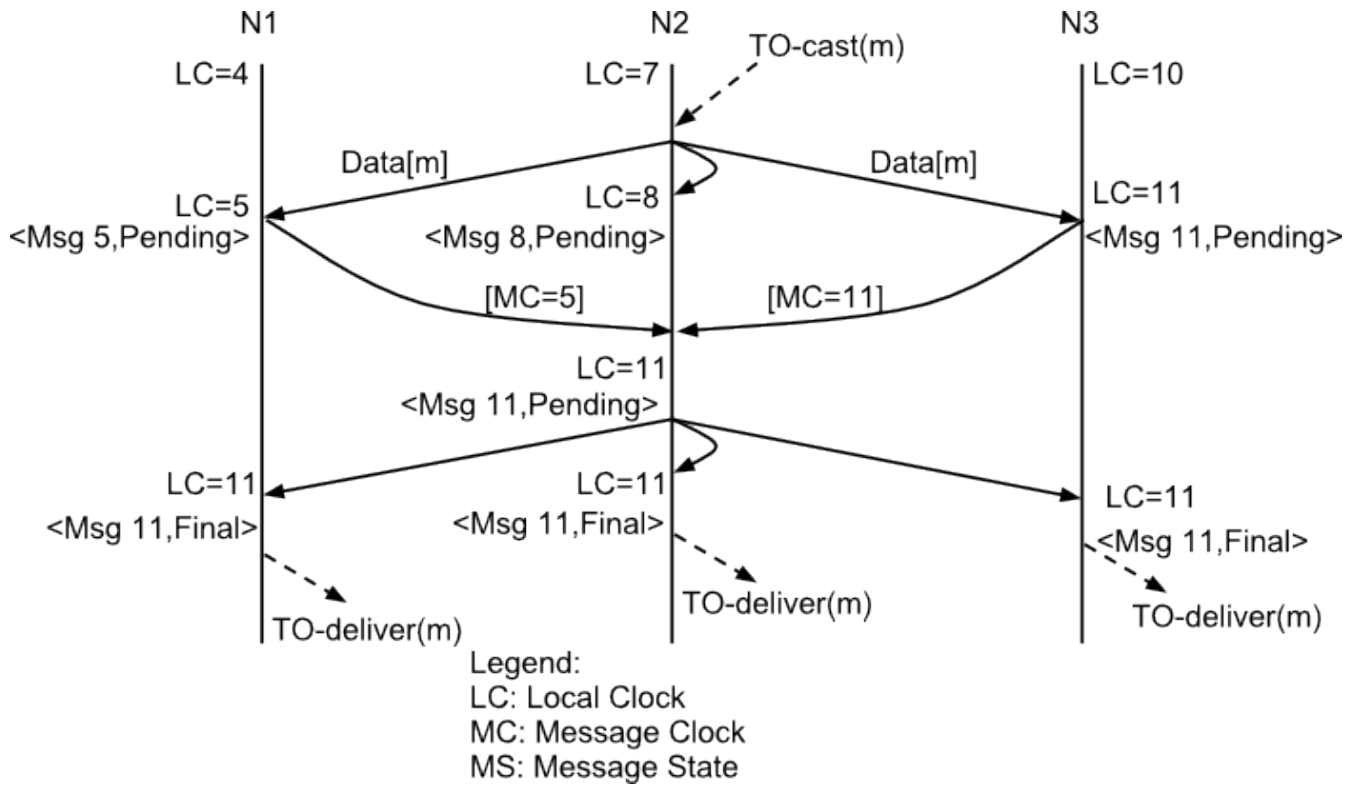 N1
N2
N3
TO-cast(m)
LC=4
LC=7
LC=10
Data[m]
Data[m]
LC=5
LC=8
LC=11
<Msg 5,Pending>
<Msg 8,Pending>
<Msg 11,Pending>
[MC=5]
[MC=11]
LC=11
<Msg 11,Pending>
LC=11
LC=11
LC=11
<Msg 11,Final>
<Msg 11,Final>
<Msg 11,Final>
TO-deliver(m)
TO-deliver(m)
TO-deliver(m)
Legend:
LC: Local Clock
MC: Message Clock
MS: Message State